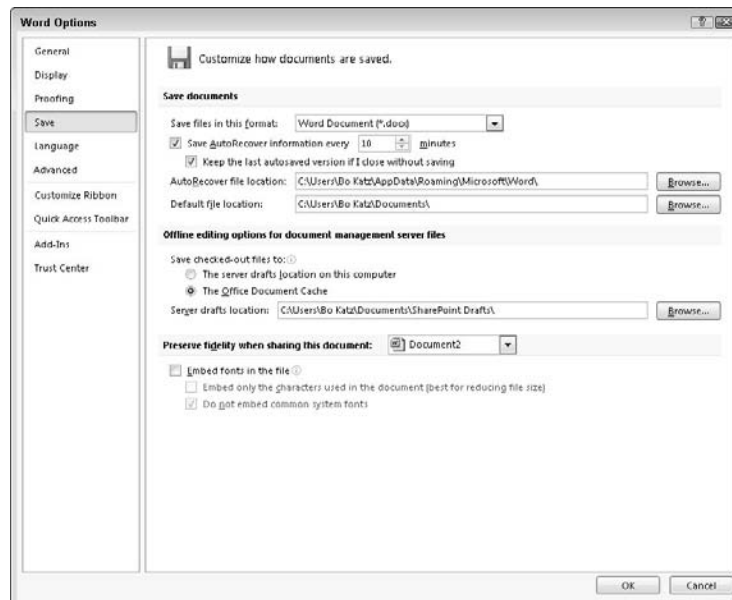 Word Options
General
Display
Proofing
Save
Language
Advanced
Customize Ribbon
Quick Access Toolbar
Add-Ins
Trust Center
Customize how documents are saved.
Save documents
Save files in this format: Word Document (*.docx)
Save AutoRecover information every 10 minutes
Keep the last autosaved version if I close without saving
AutoRecover file location: C:\Users\Bo Katz\AppData\Roaming\Microsoft\Word\ Browse...
Default file location: C:\Users\Bo Katz\Documents\ Browse...
Offline editing options for document management server files
Save checked-out files to:
The server drafts location on this computer
The Office Document Cache
Server drafts location: C:\Users\Bo Katz\Documents\SharePoint Drafts\ Browse...
Preserve fidelity when sharing this document: Document2
Embed fonts in the file
Embed only the characters used in the document (best for reducing file size)
Do not embed common system fonts
OK Cancel